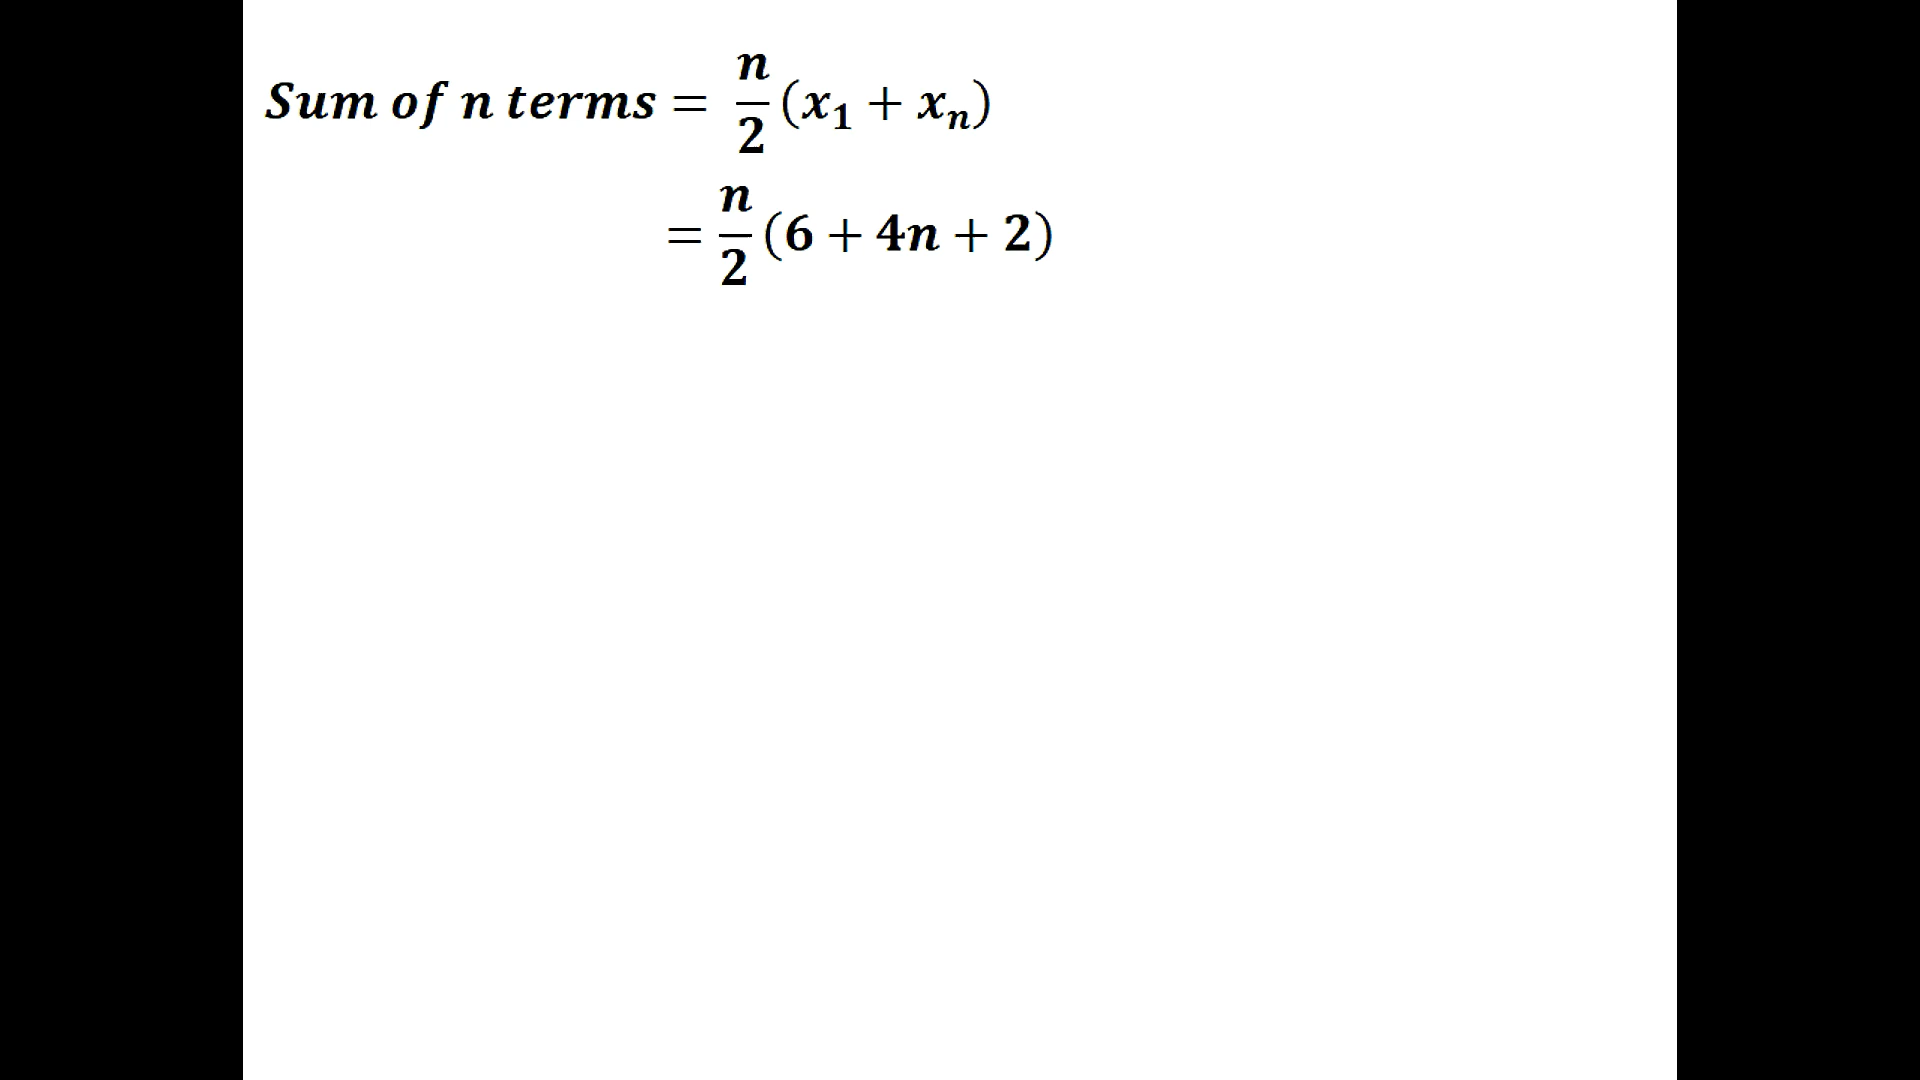 Sum of n terms = n/2 (x₁ + xₙ)
= n/2 (6 + 4n + 2)